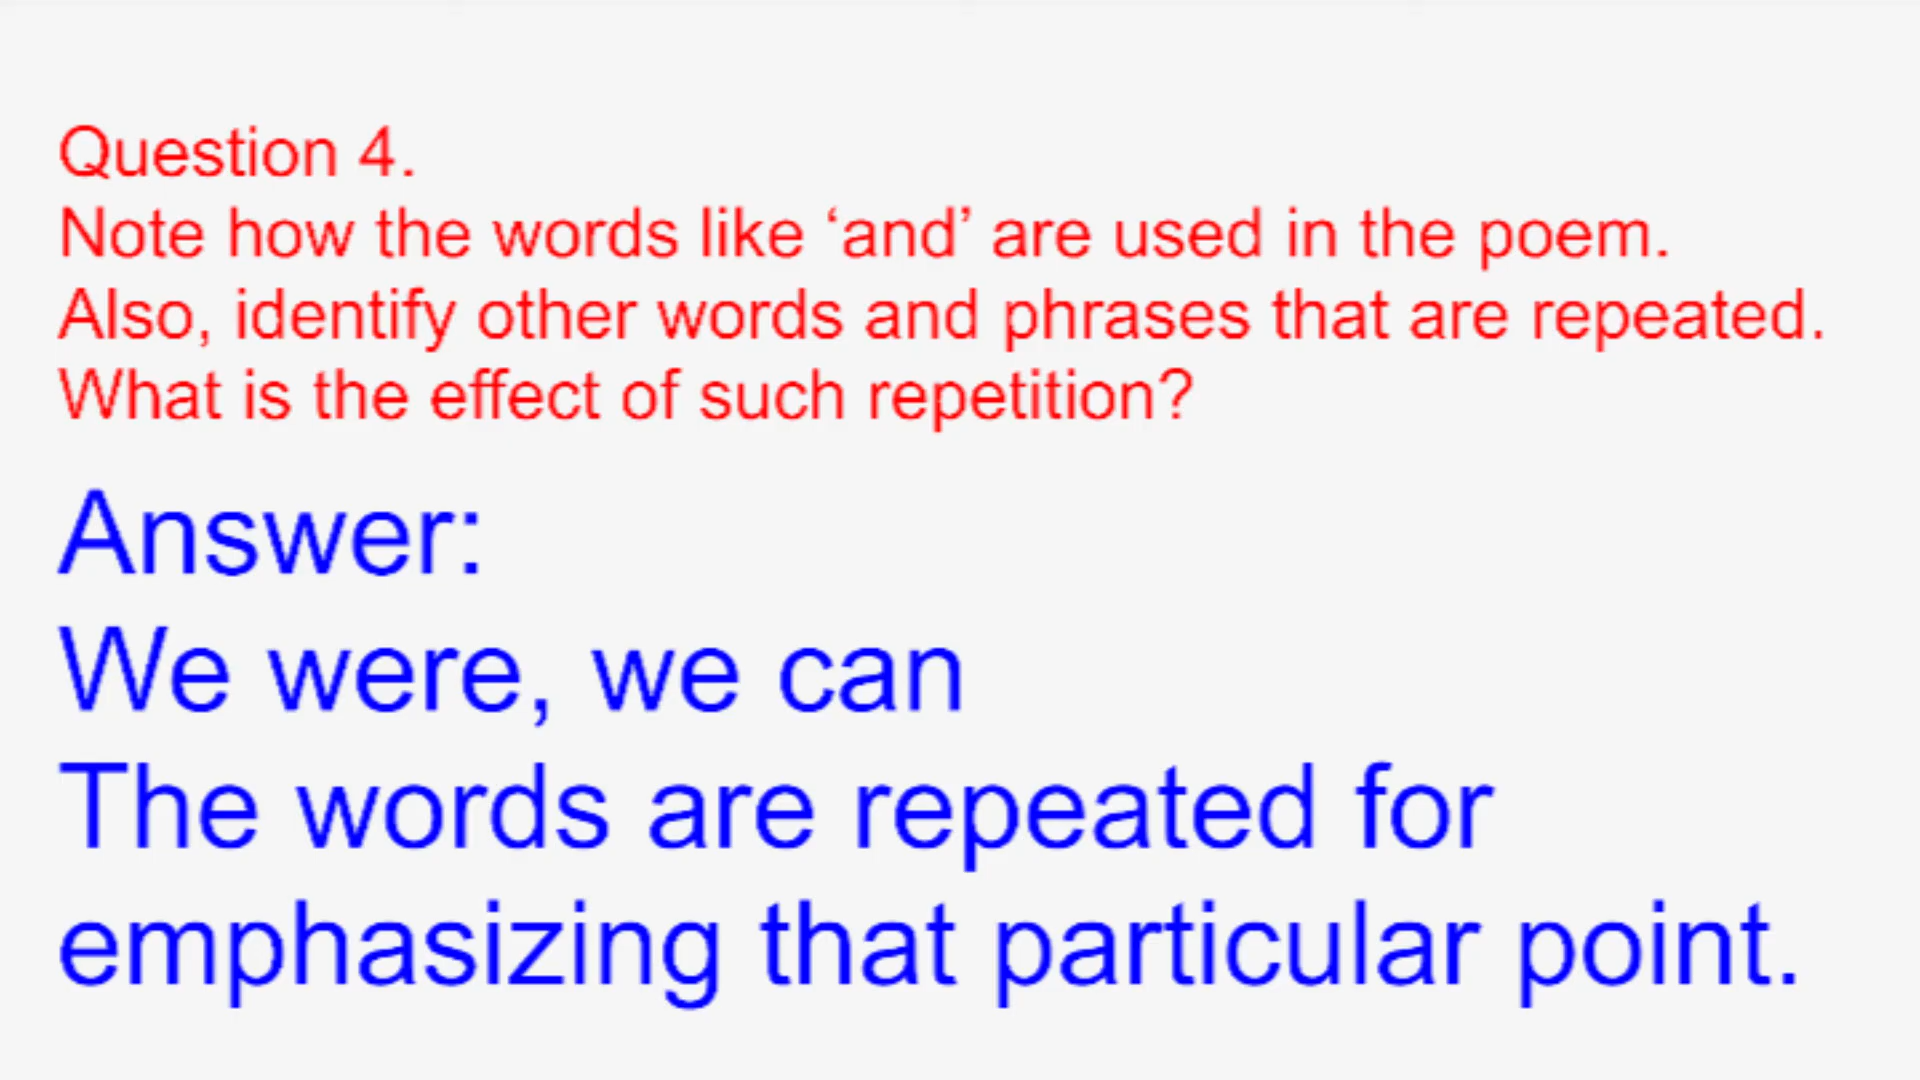 Question 4.
Note how the words like ‘and’ are used in the poem.
Also, identify other words and phrases that are repeated.
What is the effect of such repetition?
Answer:
We were, we can
The words are repeated for
emphasizing that particular point.